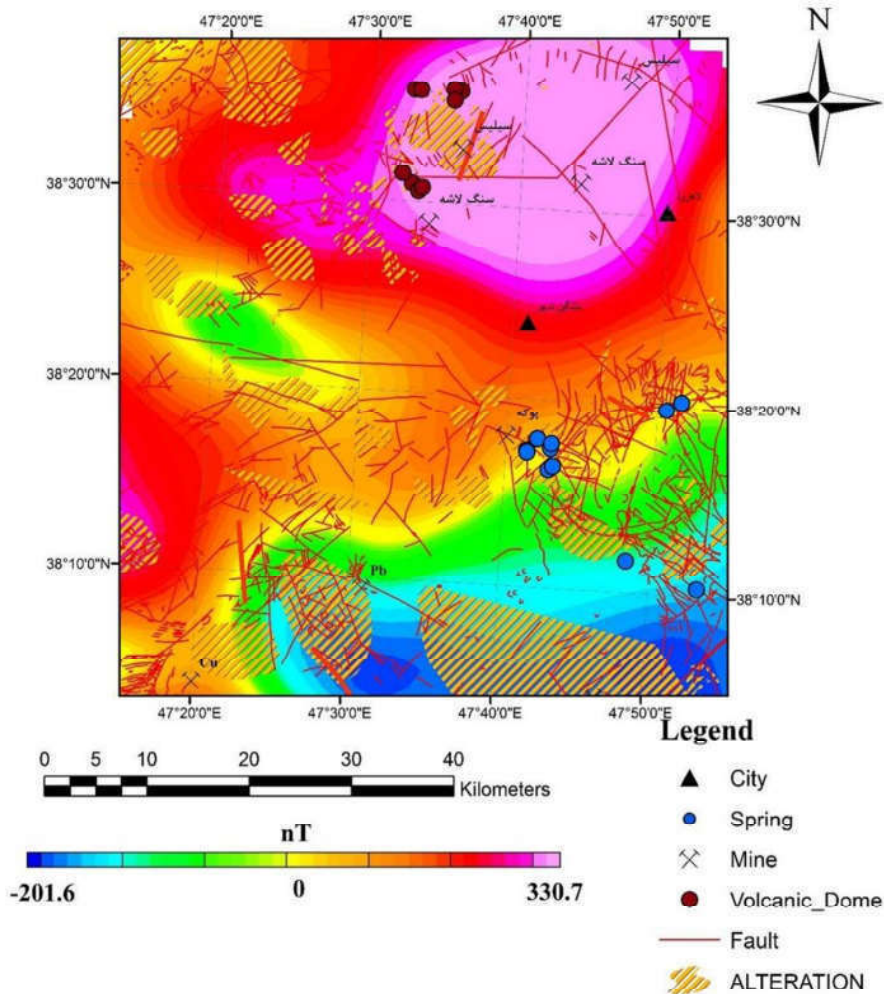 47°20'0"E 47°30'0"E 47°40'0"E 47°50'0"E
N
سیلیس
سیلیس
سنگ لاشه
38°30'0"N
سنگ لاشه
38°30'0"N
38°20'0"N
38°20'0"N
پوکه
38°10'0"N
Pb
38°10'0"N
47°20'0"E 47°30'0"E 47°40'0"E 47°50'0"E
Legend
0 5 10 20 30 40
Kilometers
City
Spring
nT
Mine
-201.6 0 330.7
Volcanic_Dome
Fault
ALTERATION